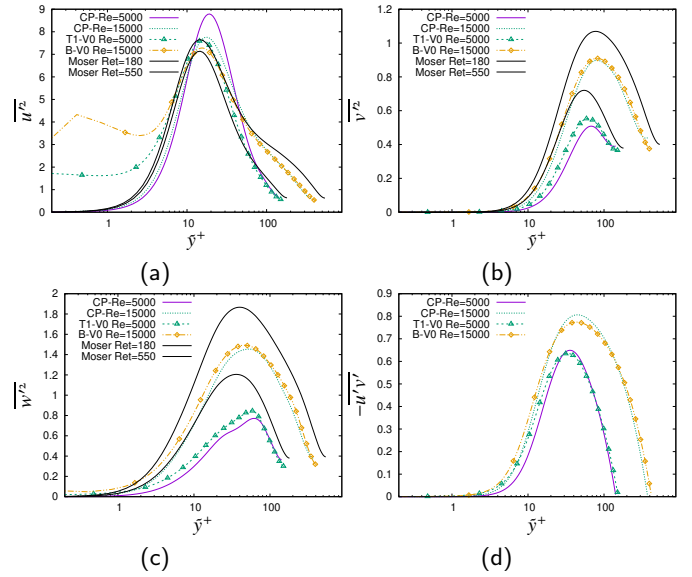 CP-Re=5000
CP-Re=15000
T1-V0 Re=5000
B-V0 Re=15000
Moser Ret=180
Moser Ret=550
9
8
7
6
5
4
3
2
1
0
1 10 100
u'²
ỹ⁺
(a)
CP-Re=5000
CP-Re=15000
T1-V0 Re=5000
B-V0 Re=15000
Moser Ret=180
Moser Ret=550
1.2
1
0.8
0.6
0.4
0.2
0
1 10 100
v'²
ỹ⁺
(b)
CP-Re=5000
CP-Re=15000
T1-V0 Re=5000
B-V0 Re=15000
Moser Ret=180
Moser Ret=550
2
1.8
1.6
1.4
1.2
1
0.8
0.6
0.4
0.2
0
1 10 100
w'²
ỹ⁺
(c)
CP-Re=5000
CP-Re=15000
T1-V0 Re=5000
B-V0 Re=15000
0.9
0.8
0.7
0.6
0.5
0.4
0.3
0.2
0.1
0
1 10 100
−u'v'
ỹ⁺
(d)